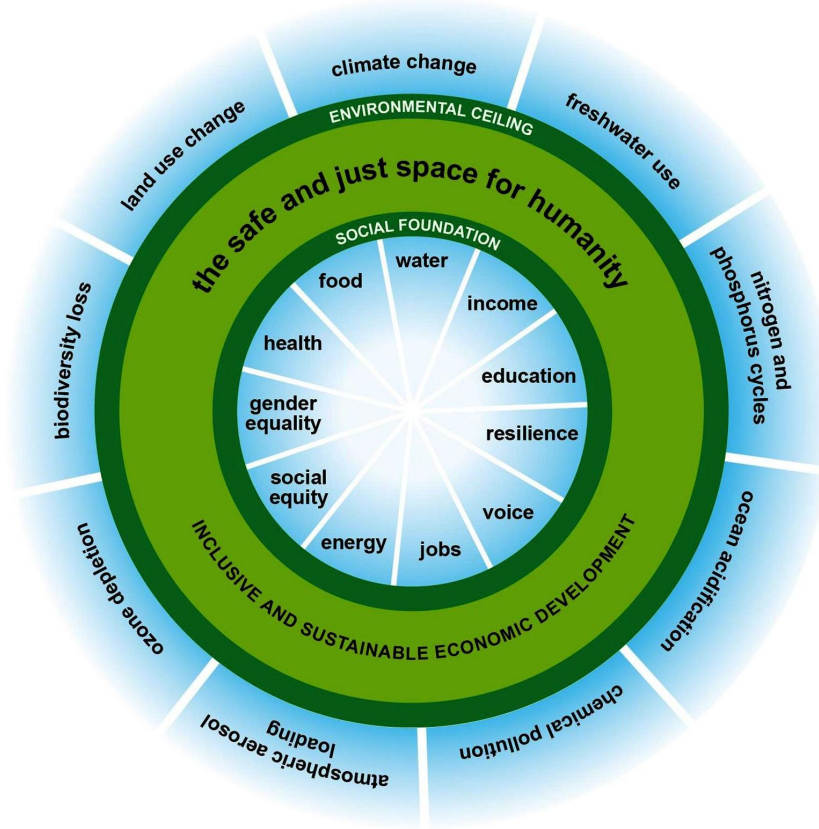 climate change
freshwater use
nitrogen and
phosphorus cycles
ocean acidification
chemical pollution
atmospheric aerosol
loading
ozone depletion
biodiversity loss
land use change
ENVIRONMENTAL CEILING
the safe and just space for humanity
SOCIAL FOUNDATION
water
income
education
resilience
voice
jobs
energy
social
equity
gender
equality
health
food
INCLUSIVE AND SUSTAINABLE ECONOMIC DEVELOPMENT